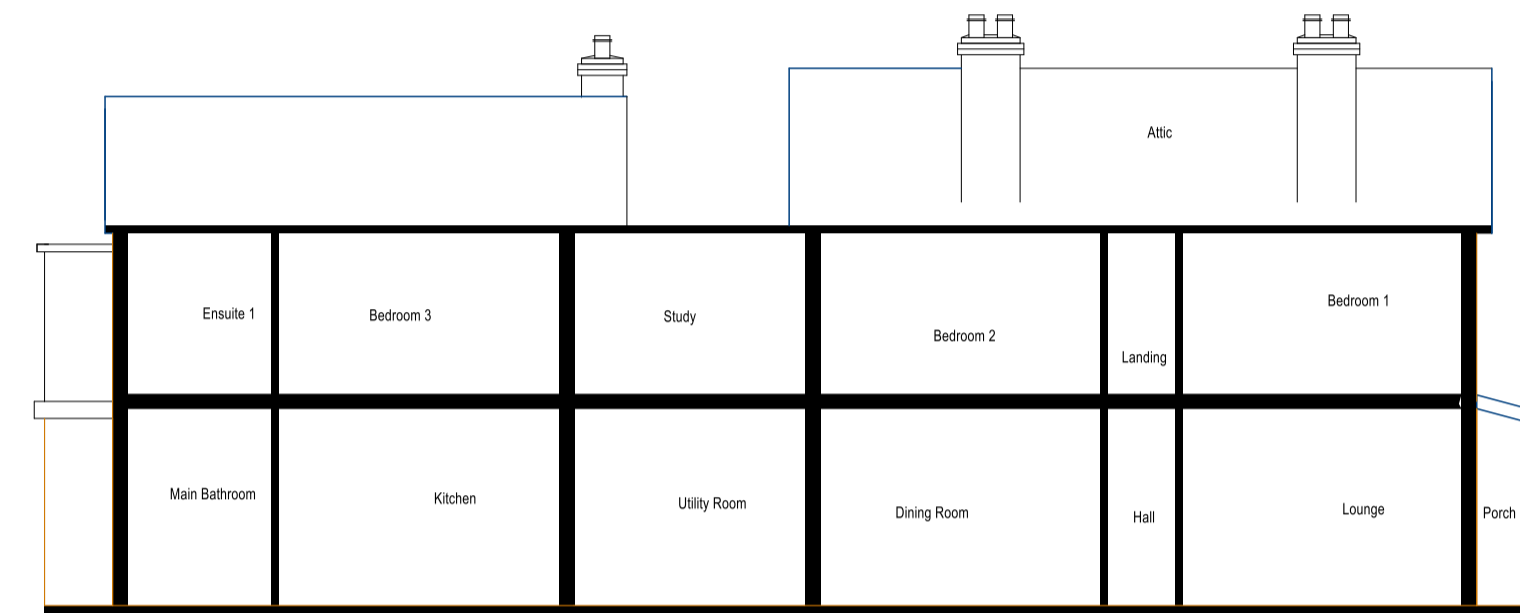 Attic
Ensuite 1
Bedroom 3
Study
Bedroom 2
Landing
Bedroom 1
Main Bathroom
Kitchen
Utility Room
Dining Room
Hall
Lounge
Porch